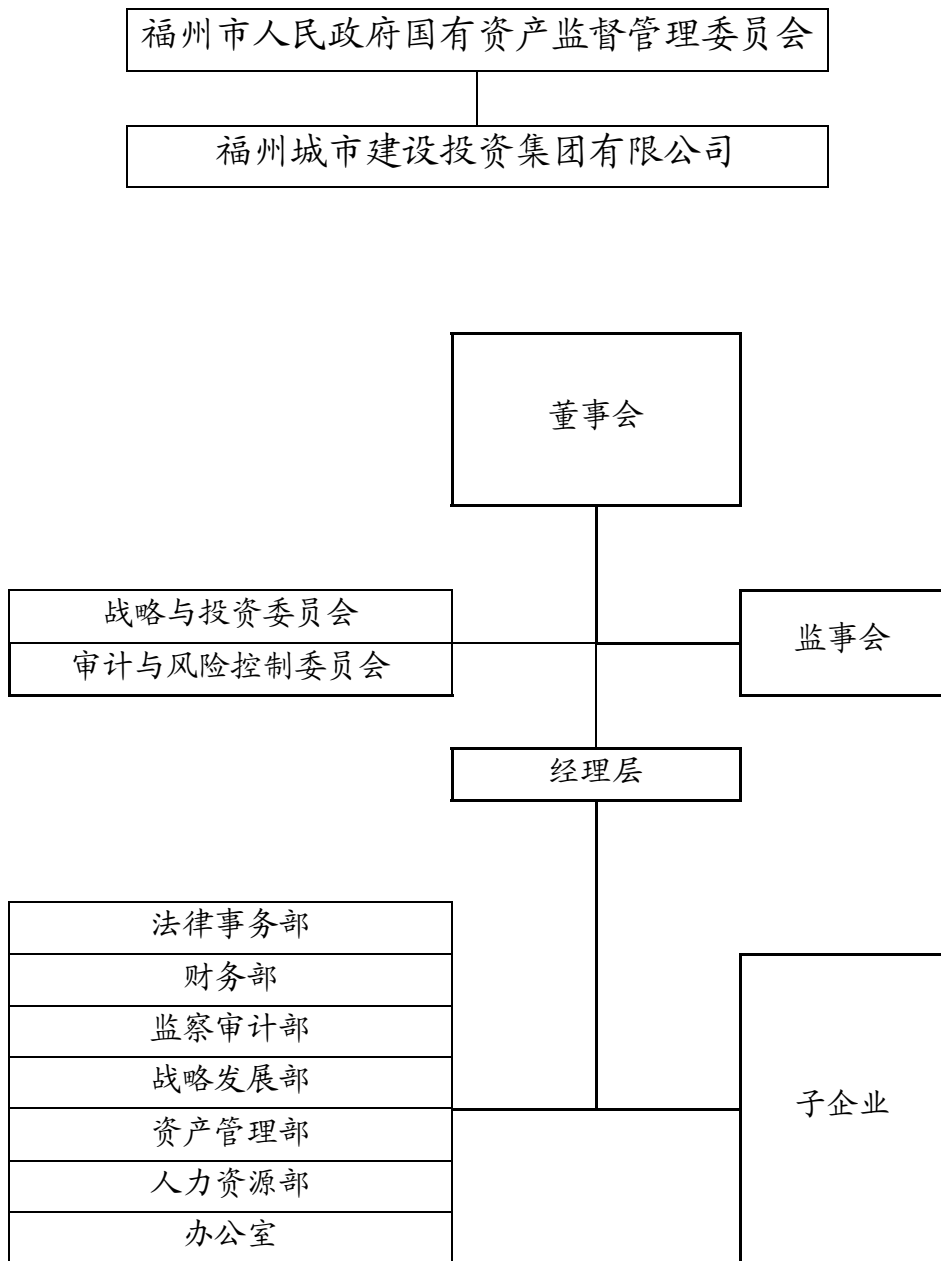 福州市人民政府国有资产监督管理委员会
福州城市建设投资集团有限公司
董事会
战略与投资委员会
审计与风险控制委员会
监事会
经理层
法律事务部
财务部
监察审计部
战略发展部
资产管理部
人力资源部
办公室
子企业